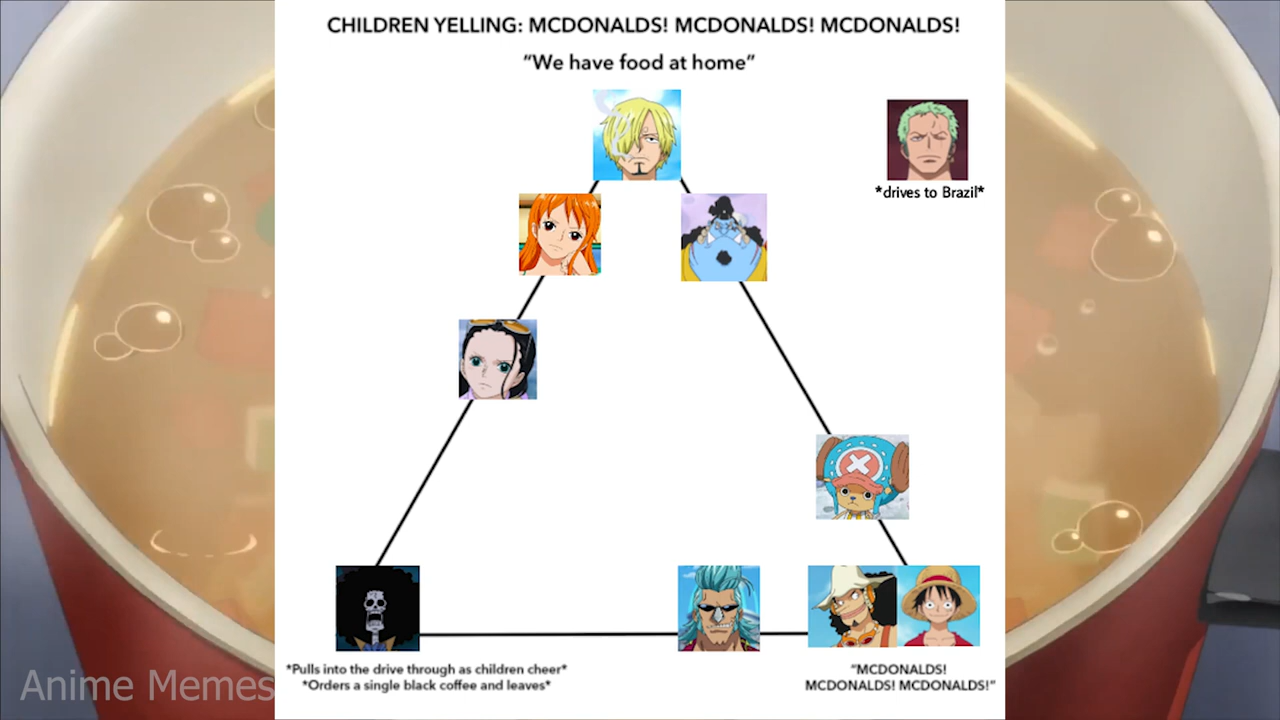 CHILDREN YELLING: MCDONALDS! MCDONALDS! MCDONALDS!
"We have food at home"
*drives to Brazil*
*Pulls into the drive through as children cheer*
*Orders a single black coffee and leaves*
"MCDONALDS!
MCDONALDS! MCDONALDS!"
Anime Memes